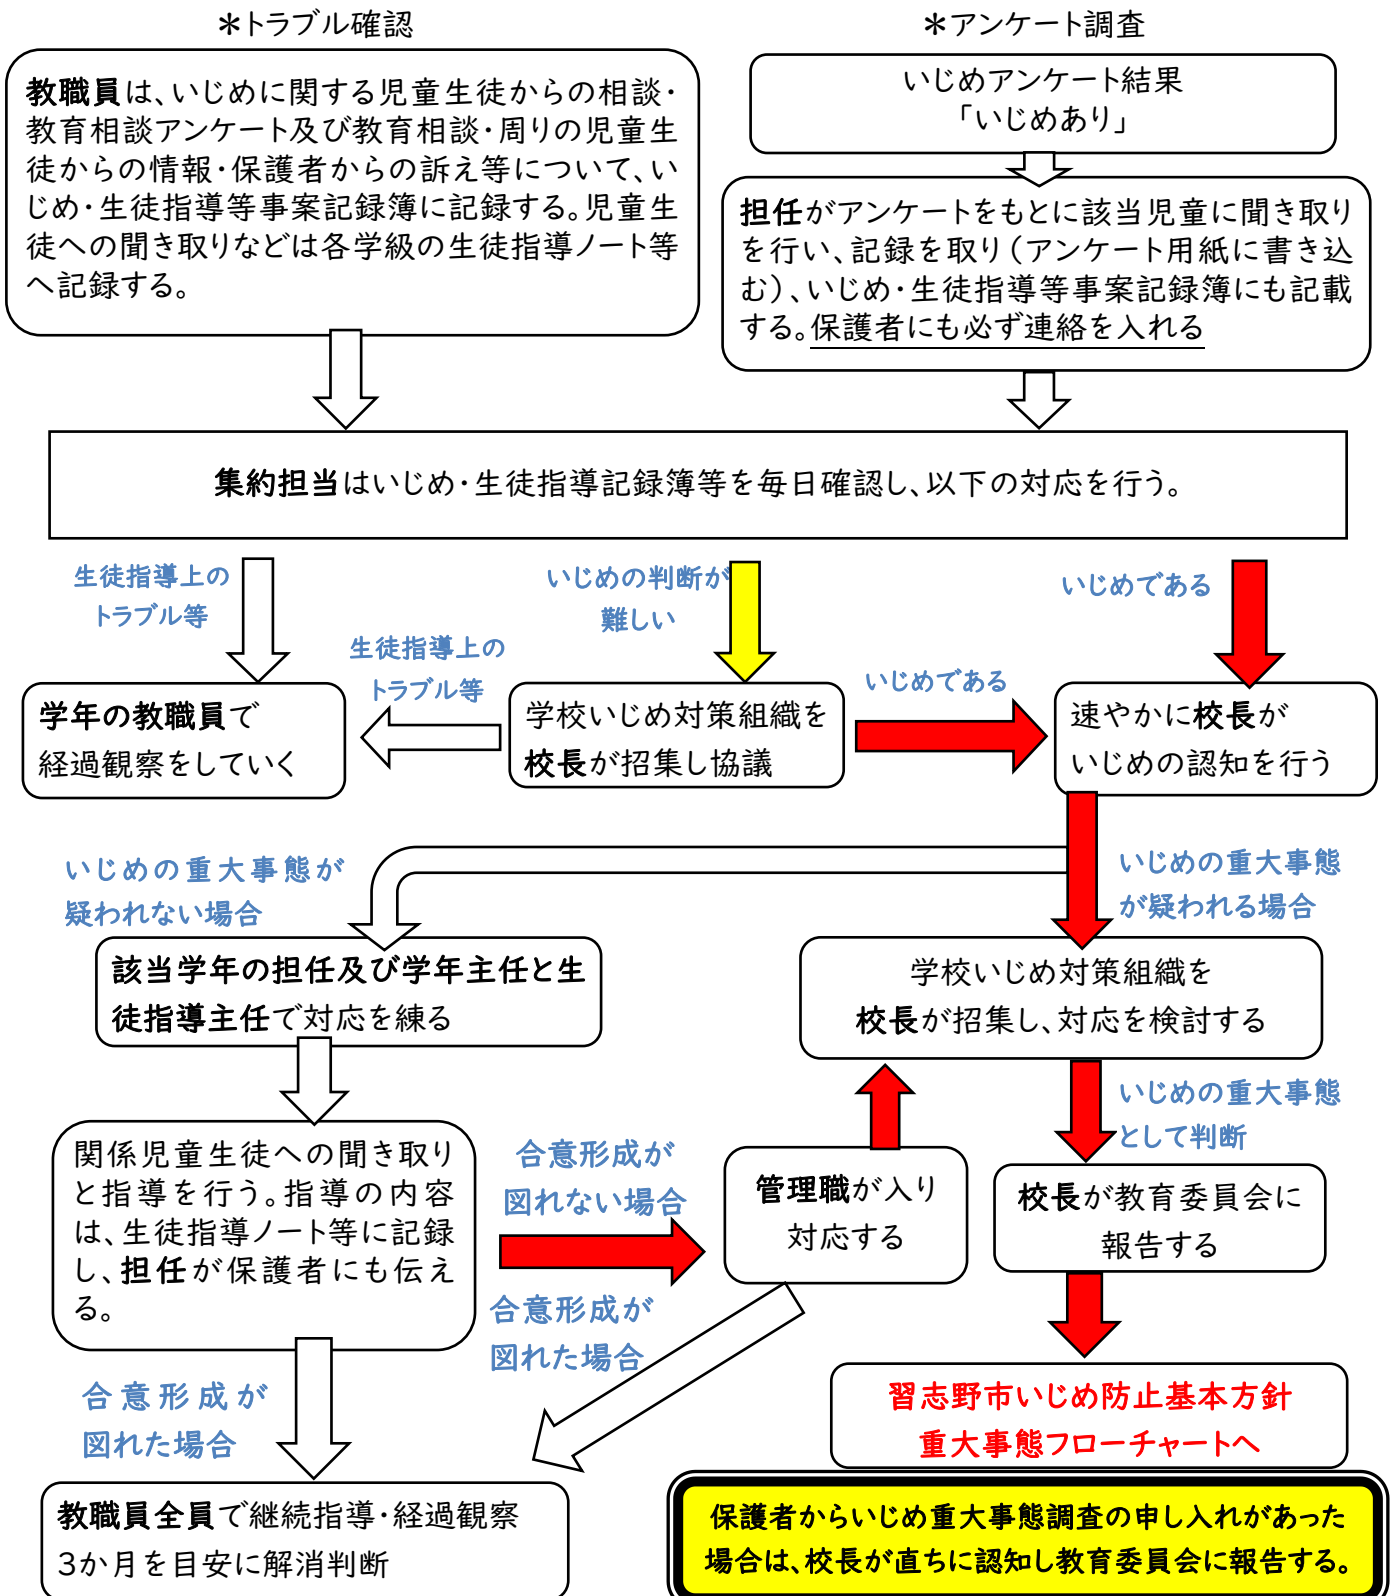 ＊トラブル確認
教職員は、いじめに関する児童生徒からの相談・
教育相談アンケート及び教育相談・周りの児童生
徒からの情報・保護者からの訴え等について、い
じめ・生徒指導等事案記録簿に記録する。児童生
徒への聞き取りなどは各学級の生徒指導ノート等
へ記録する。
＊アンケート調査
いじめアンケート結果
「いじめあり」
担任がアンケートをもとに該当児童に聞き取り
を行い、記録を取り（アンケート用紙に書き込
む）、いじめ・生徒指導等事案記録簿にも記載
する。保護者にも必ず連絡を入れる
集約担当はいじめ・生徒指導記録簿等を毎日確認し、以下の対応を行う。
生徒指導上の
トラブル等
いじめの判断が
難しい
いじめである
生徒指導上の
トラブル等
いじめである
学年の教職員で
経過観察をしていく
学校いじめ対策組織を
校長が招集し協議
速やかに校長が
いじめの認知を行う
いじめの重大事態が
疑われない場合
いじめの重大事態
が疑われる場合
該当学年の担任及び学年主任と生
徒指導主任で対応を練る
学校いじめ対策組織を
校長が招集し、対応を検討する
いじめの重大事態
として判断
関係児童生徒への聞き取り
と指導を行う。指導の内容
は、生徒指導ノート等に記録
し、担任が保護者にも伝え
る。
合意形成が
図れない場合
管理職が入り
対応する
校長が教育委員会に
報告する
合意形成が
図れた場合
合意形成が
図れた場合
習志野市いじめ防止基本方針
重大事態フローチャートへ
教職員全員で継続指導・経過観察
３か月を目安に解消判断
保護者からいじめ重大事態調査の申し入れがあった
場合は、校長が直ちに認知し教育委員会に報告する。